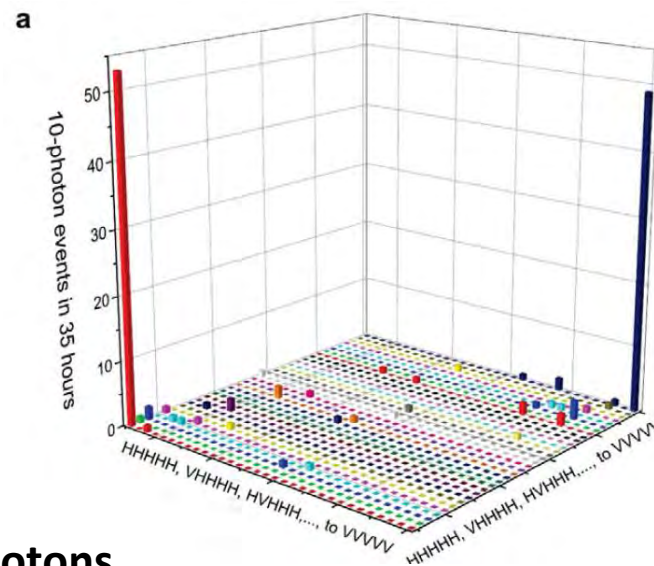 a
10-photon events in 35 hours
50
40
30
20
10
0
HHHHH, VHHHH, HVHHH,..., to VVVVV
HHHHH, VHHHH, HVHHH,..., to VVVVV
otons